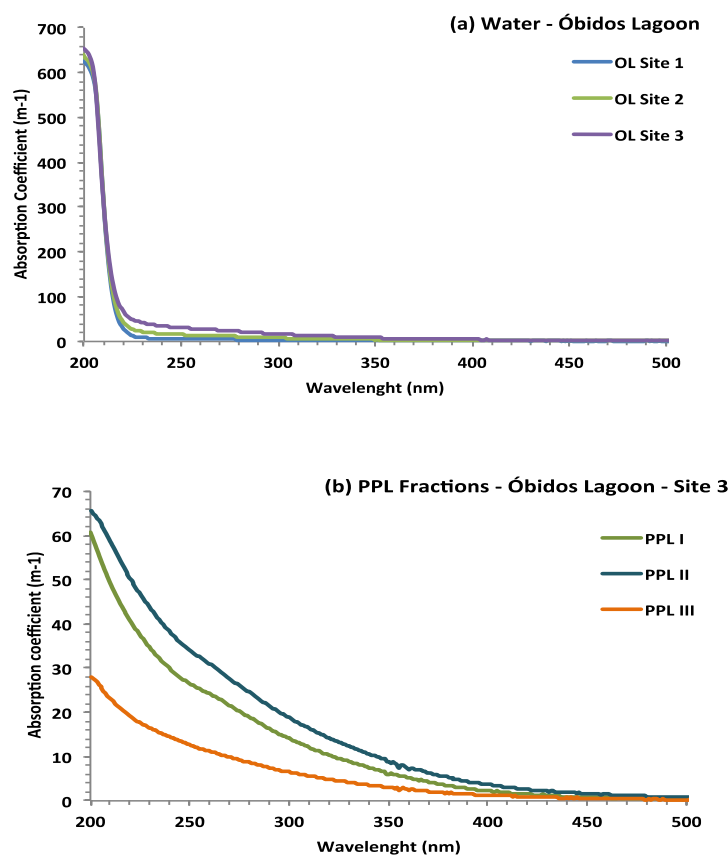 (a) Water - Óbidos Lagoon
700
600
500
400
300
200
100
0
Absorption Coefficient (m-1)
OL Site 1
OL Site 2
OL Site 3
200 250 300 350 400 450 500
Wavelenght (nm)
(b) PPL Fractions - Óbidos Lagoon - Site 3
70
60
50
40
30
20
10
0
Absorption coefficient (m-1)
PPL I
PPL II
PPL III
200 250 300 350 400 450 500
Wavelenght (nm)